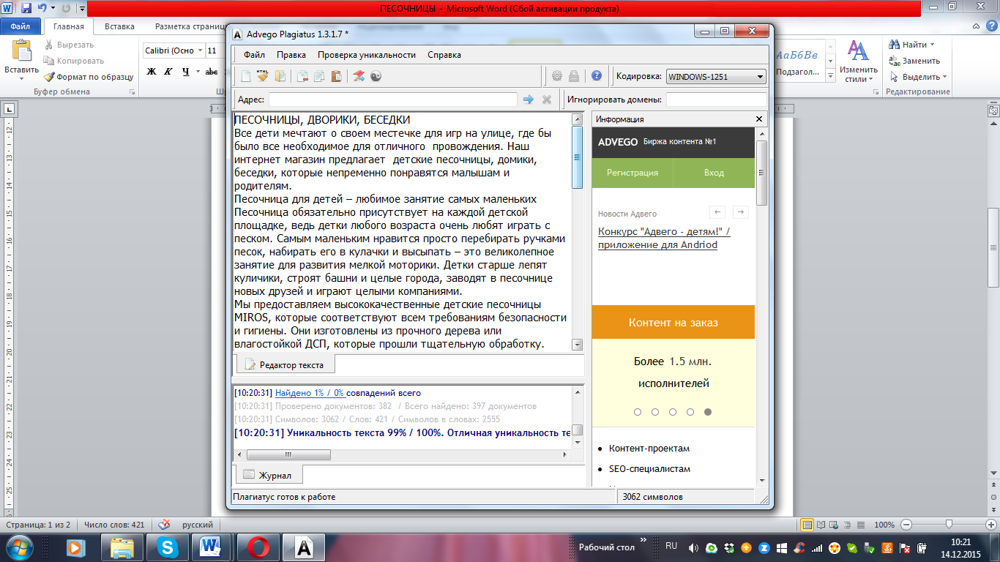 ПЕСОЧНИЦЫ - Microsoft Word (Сбой активации продукта)
Файл Главная Вставка Разметка страниц
Вставить
Вырезать
Копировать
Формат по образцу
Буфер обмена
Calibri (Осно 11
Ж К Ч abc
АаБбВв
Подзагол...
Изменить стили
Найти
Заменить
Выделить
Редактирование
Advego Plagiatus 1.3.1.7 *
Файл Правка Проверка уникальности Справка
Кодировка: WINDOWS-1251
Адрес:
Игнорировать домены:
ПЕСОЧНИЦЫ, ДВОРИКИ, БЕСЕДКИ
Все дети мечтают о своем местечке для игр на улице, где бы
было все необходимое для отличного  провождения. Наш
интернет магазин предлагает  детские песочницы, домики,
беседки, которые непременно понравятся малышам и
родителям.
Песочница для детей – любимое занятие самых маленьких
Песочница обязательно присутствует на каждой детской
площадке, ведь детки любого возраста очень любят играть с
песком. Самым маленьким нравится просто перебирать ручками
песок, набирать его в кулачки и высыпать – это великолепное
занятие для развития мелкой моторики. Детки старше лепят
куличики, строят башни и целые города, заводят в песочнице
новых друзей и играют целыми компаниями.
Мы предоставляем высококачественные детские песочницы
MIROS, которые соответствуют всем требованиям безопасности
и гигиены. Они изготовлены из прочного дерева или
влагостойкой ДСП, которые прошли тщательную обработку.
Редактор текста
[10:20:31] Найдено 1% / 0% совпадений всего
[10:20:31] Проверено документов: 382 / Всего найдено: 397 документов
[10:20:31] Символов: 3062 / Слов: 421 / Символов в словах: 2555
[10:20:31] Уникальность текста 99% / 100%. Отличная уникальность те
Журнал
Плагиатус готов к работе
3062 символов
Информация
ADVEGO Биржа контента №1
Регистрация Вход
Новости Адвего
Конкурс "Адвего - детям!" /
приложение для Andriod
Контент на заказ
Более 1.5 млн.
исполнителей
Контент-проектам
SEO-специалистам
Страница: 1 из 2 Число слов: 421 русский 100%
Рабочий стол » RU 10:21
14.12.2015